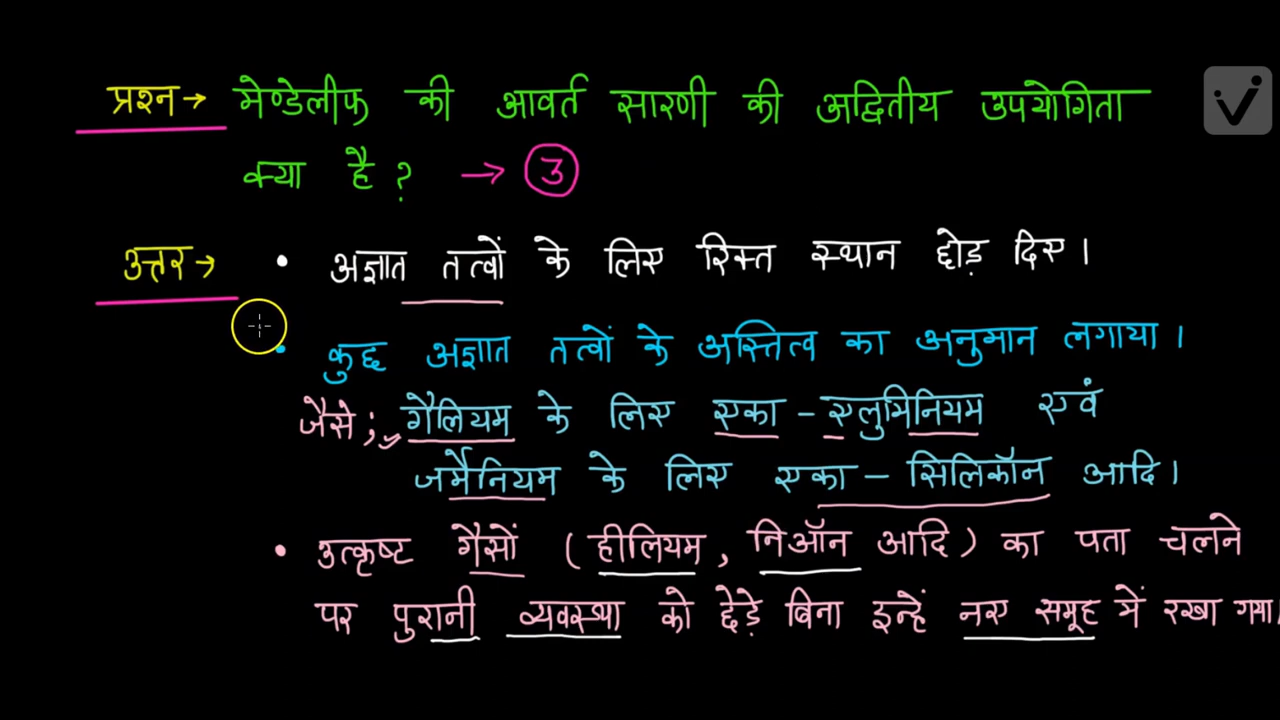 प्रश्न → मेण्डेलीफ की आवर्त सारणी की अद्वितीय उपयोगिता
क्या है? → 3
उत्तर → • अज्ञात तत्वों के लिए रिक्त स्थान छोड़ दिए।
• कुछ अज्ञात तत्वों के अस्तित्व का अनुमान लगाया।
जैसे; गैलियम के लिए एका - एलुमिनियम एवं
जर्मेनियम के लिए एका - सिलिकॉन आदि।
• उत्कृष्ट गैसों (हीलियम, निऑन आदि) का पता चलने
पर पुरानी व्यवस्था को छेड़े बिना इन्हें नए समूह में रखा गया।